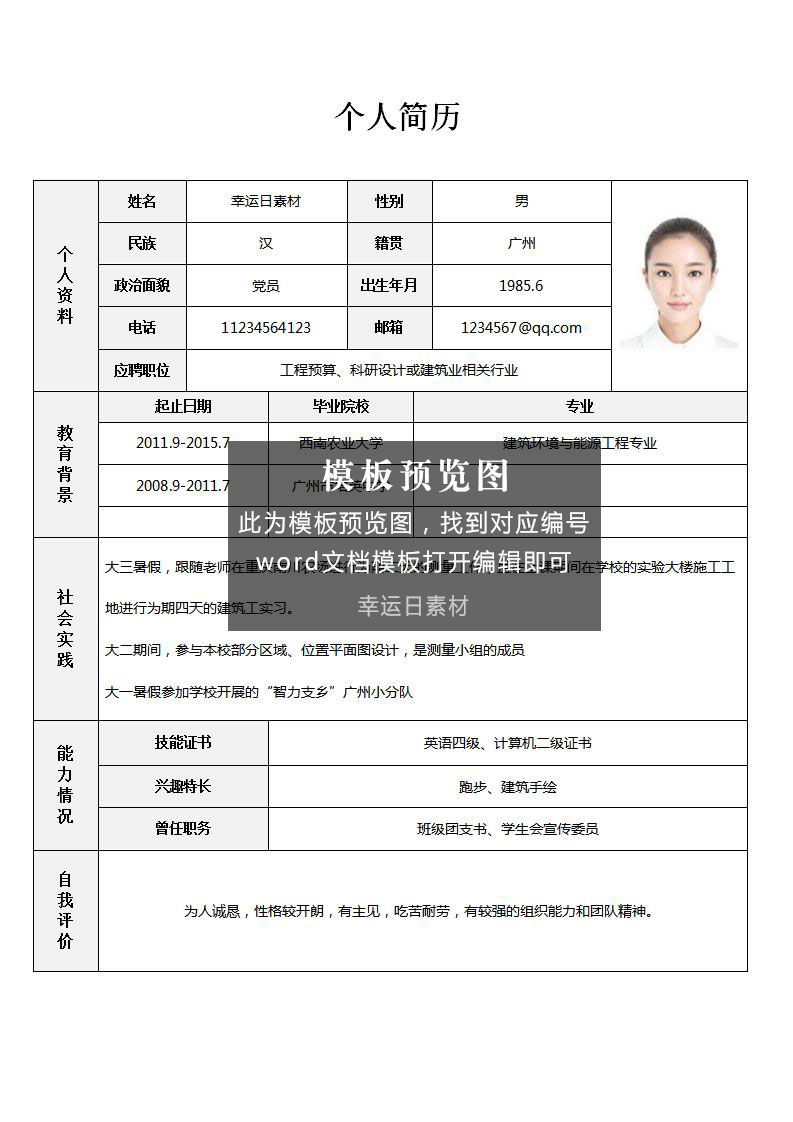 个人简历
个人资料
姓名 幸运日素材 性别 男
民族 汉 籍贯 广州
政治面貌 党员 出生年月 1985.6
电话 11234564123 邮箱 1234567@qq.com
应聘职位 工程预算、科研设计或建筑业相关行业
教育背景
起止日期 毕业院校 专业
2011.9-2015.7 西南农业大学 建筑环境与能源工程专业
2008.9-2011.7 广州市
模板预览图
此为模板预览图，找到对应编号
word文档模板打开编辑即可
幸运日素材
社会实践
大三暑假，跟随老师在重庆 期间在学校的实验大楼施工工
地进行为期四天的建筑工实习。
大二期间，参与本校部分区域、位置平面图设计，是测量小组的成员
大一暑假参加学校开展的“智力支乡”广州小分队
能力情况
技能证书 英语四级、计算机二级证书
兴趣特长 跑步、建筑手绘
曾任职务 班级团支书、学生会宣传委员
自我评价
为人诚恳，性格较开朗，有主见，吃苦耐劳，有较强的组织能力和团队精神。